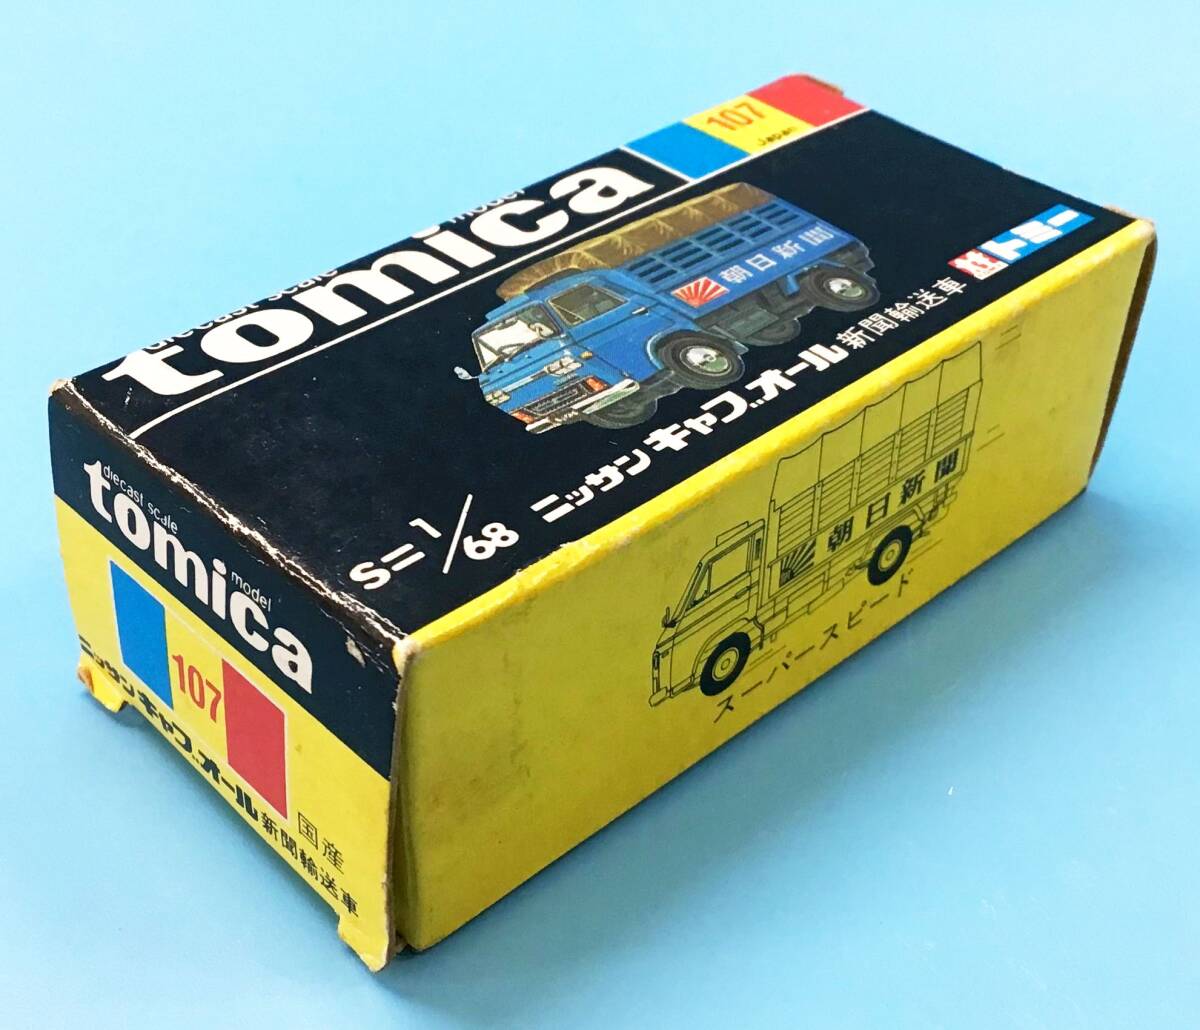 107
Japan
diecast scale model
tomica
朝日新聞
トミー
S=1/68 ニッサンキャブオール新聞輸送車
朝日新聞
スーパースピード
diecast scale model
tomica
107
国産
ニッサンキャブオール新聞輸送車